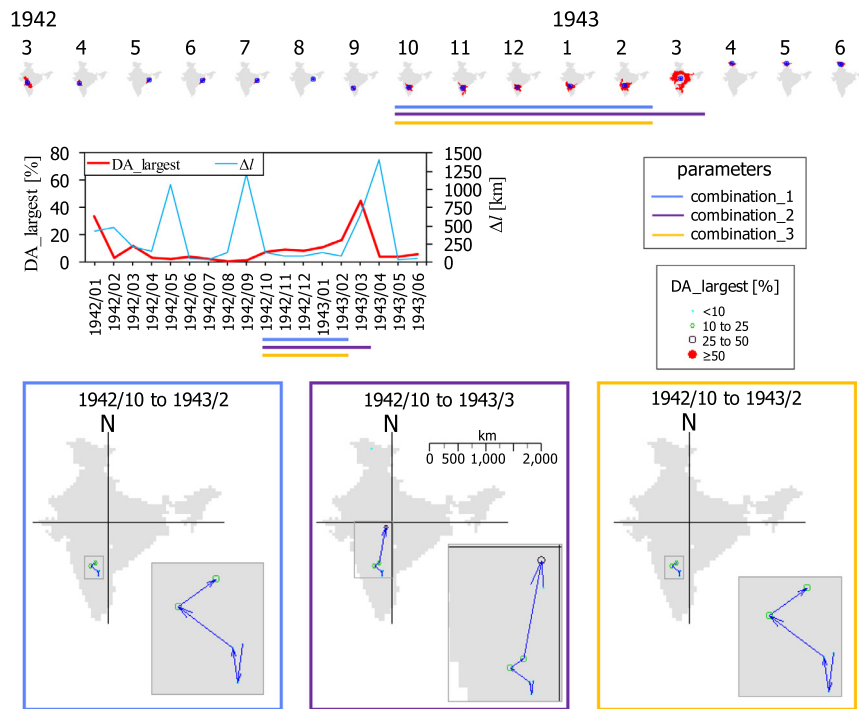 1942 1943
3 4 5 6 7 8 9 10 11 12 1 2 3 4 5 6
DA_largest [%]
80
60
40
20
0
DA_largest Δl
1500
1250
1000
750
500
250
0
Δl [km]
1942/01 1942/02 1942/03 1942/04 1942/05 1942/06 1942/07 1942/08 1942/09 1942/10 1942/11 1942/12 1943/01 1943/02 1943/03 1943/04 1943/05 1943/06
parameters
combination_1
combination_2
combination_3
DA_largest [%]
<10
10 to 25
25 to 50
≥50
1942/10 to 1943/2
N
1942/10 to 1943/3
N
km
0 500 1,000 2,000
1942/10 to 1943/2
N